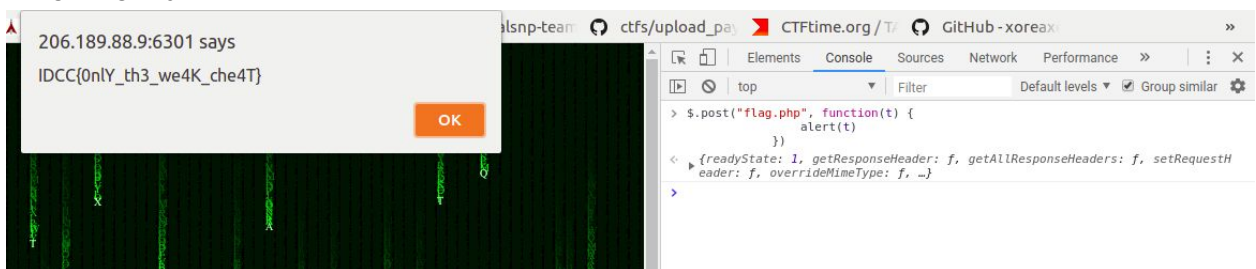 alsnp-team ctfs/upload_pay CTFtime.org / TA GitHub - xoreaxe »
206.189.88.9:6301 says
IDCC{0nlY_th3_we4K_che4T}
OK
Elements Console Sources Network Performance »
top Filter Default levels ▼ Group similar
> $.post("flag.php", function(t) {
alert(t)
})
{readyState: 1, getResponseHeader: ƒ, getAllResponseHeaders: ƒ, setRequestH
eader: ƒ, overrideMimeType: ƒ, …}
>
X
Q
T
A
T